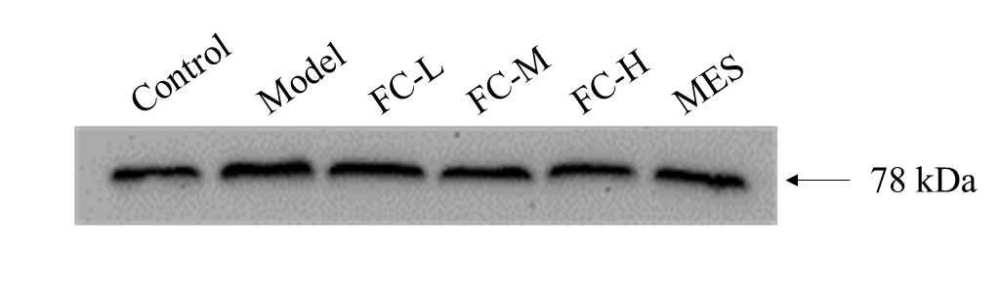 Control
Model
FC-L
FC-M
FC-H
MES
78 kDa